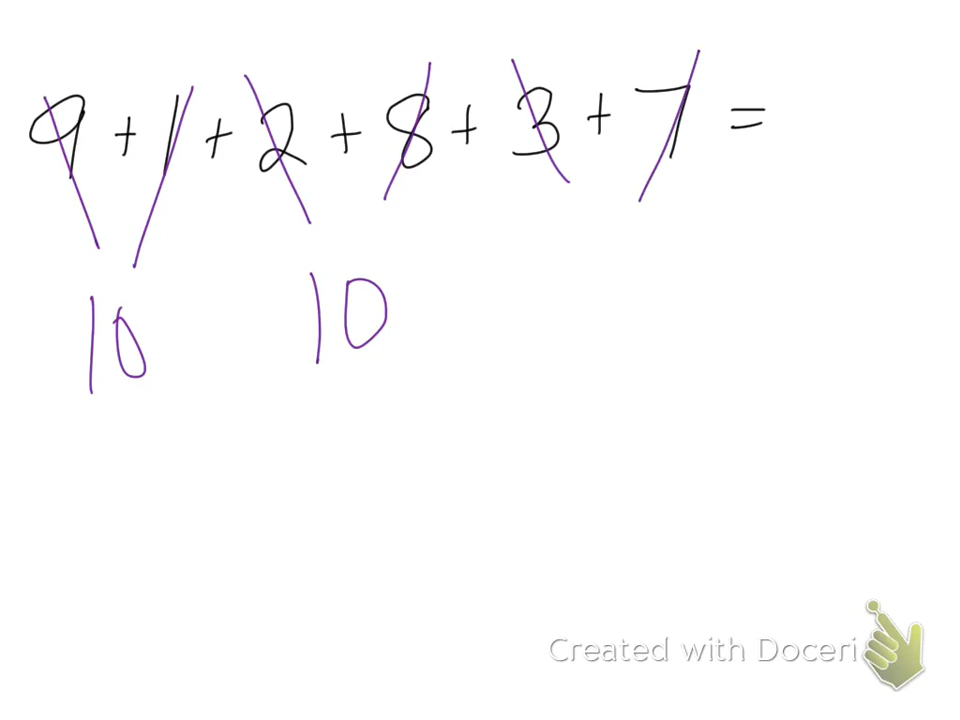 9 + 1 + 2 + 8 + 3 + 7 =
10 10
Created with Doceri